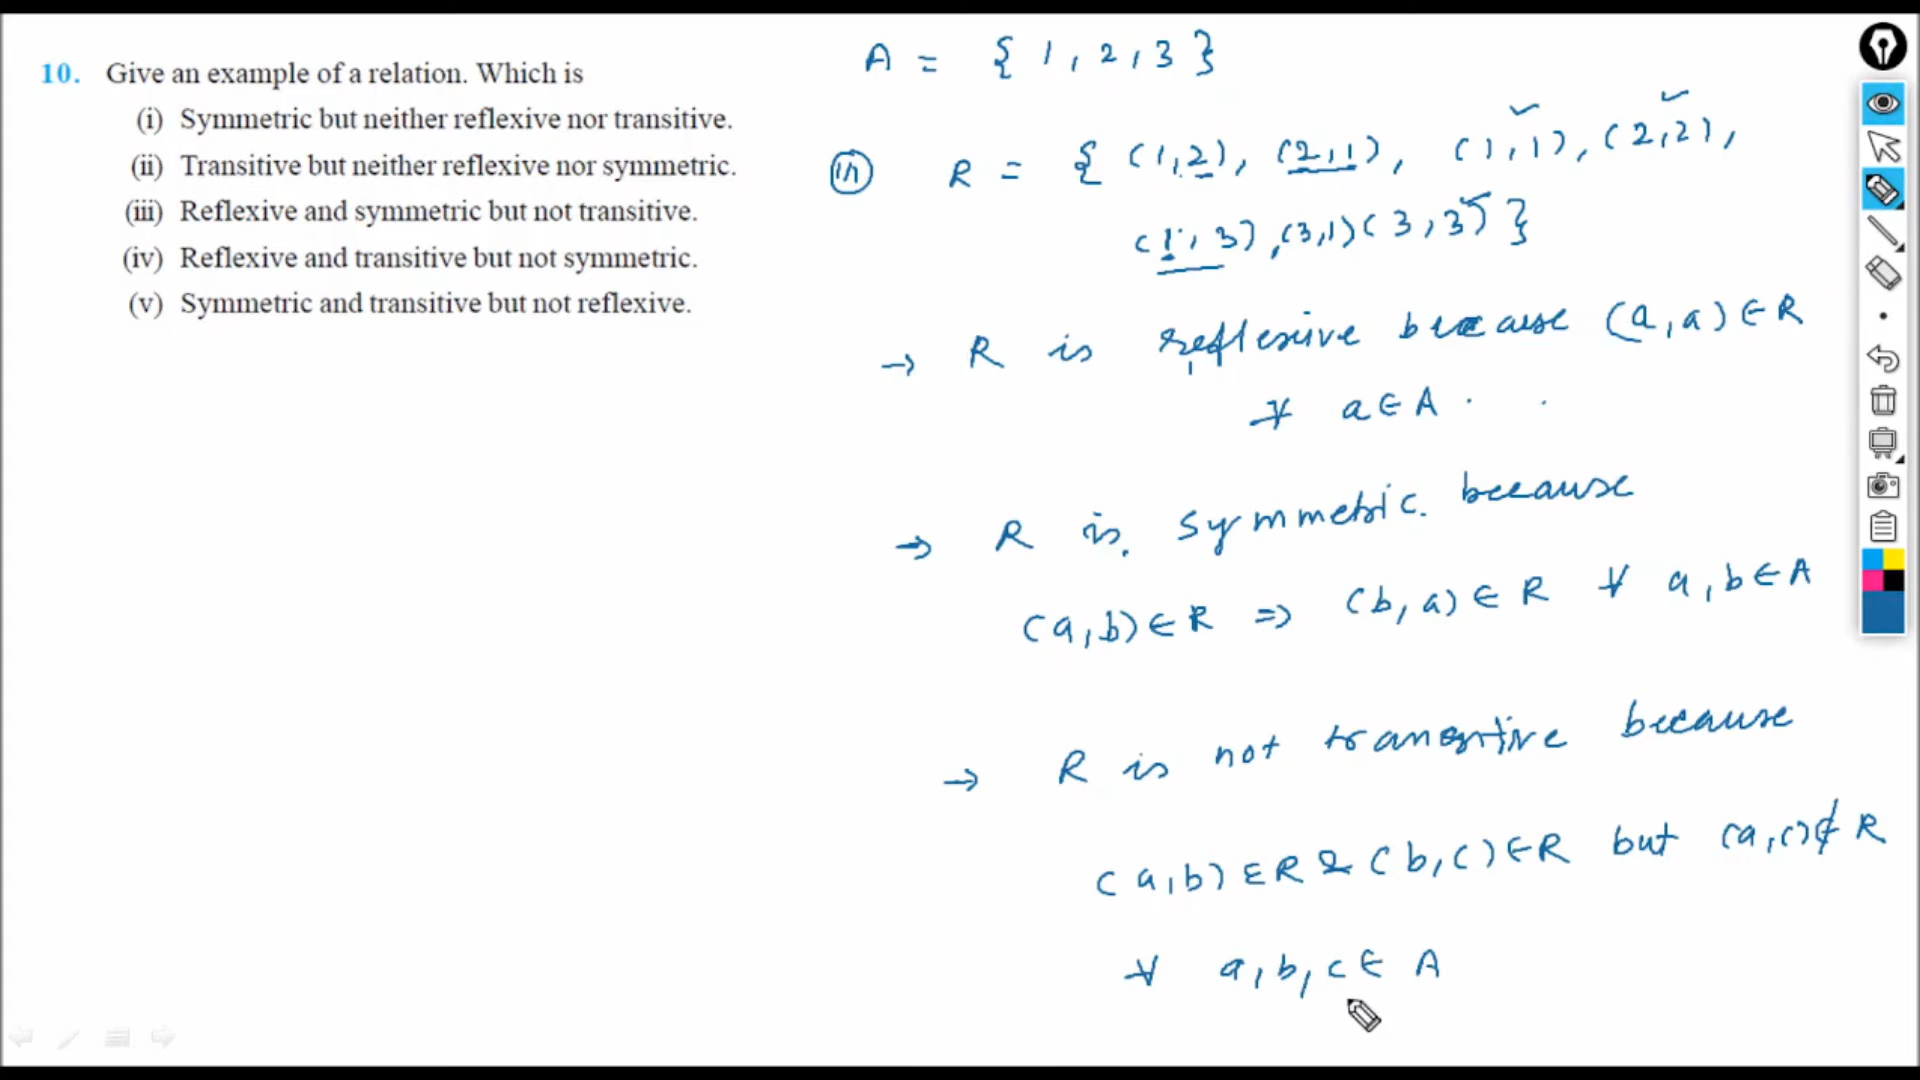 10. Give an example of a relation. Which is
(i) Symmetric but neither reflexive nor transitive.
(ii) Transitive but neither reflexive nor symmetric.
(iii) Reflexive and symmetric but not transitive.
(iv) Reflexive and transitive but not symmetric.
(v) Symmetric and transitive but not reflexive.
A = { 1, 2, 3 }
R = { (1,2), (2,1), (1,1), (2,2),
(1,3), (3,1) (3,3) }
→ R is reflexive because (a,a) ∈ R
∀ a ∈ A .
→ R is symmetric. because
(a,b) ∈ R ⇒ (b,a) ∈ R ∀ a, b ∈ A
→ R is not transitive because
(a,b) ∈ R & (b,c) ∈ R but (a,c) ∉ R
∀ a, b, c ∈ A